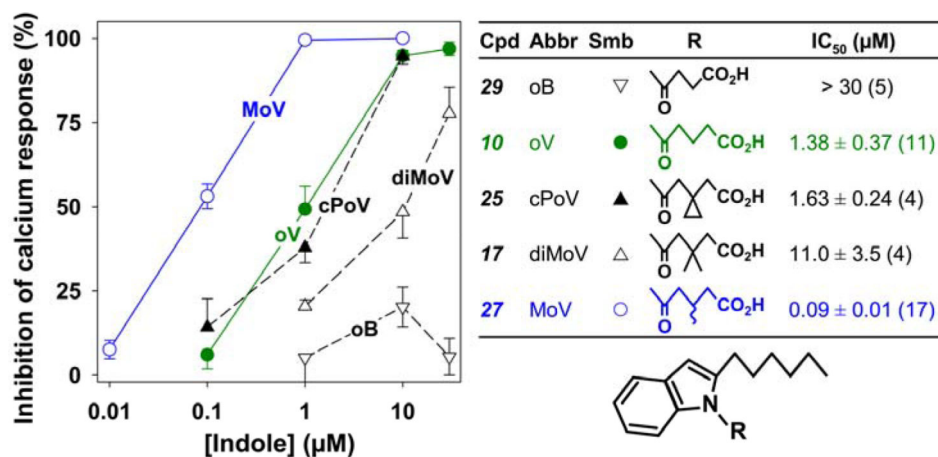 Inhibition of calcium response (%)
100
75
50
25
0
0.01
0.1
1
10
[Indole] (µM)
MoV
diMoV
cPoV
oV
oB
Cpd Abbr Smb R IC50 (µM)
29 oB CO2H O > 30 (5)
10 oV CO2H O 1.38 ± 0.37 (11)
25 cPoV CO2H O 1.63 ± 0.24 (4)
17 diMoV CO2H O 11.0 ± 3.5 (4)
27 MoV CO2H O 0.09 ± 0.01 (17)
N
R